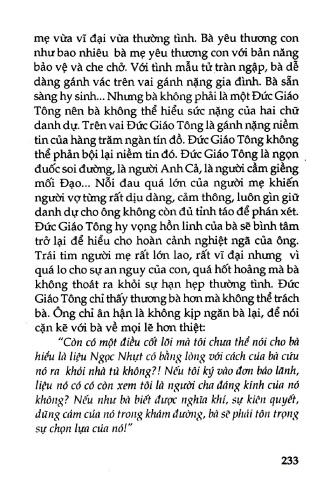 mẹ vừa vĩ đại vừa thường tình. Bà yêu thương con
như bao nhiêu bà mẹ yêu thương con với bản năng
bảo vệ và che chở. Với tình mẫu tử tràn ngập, bà dễ
dàng gánh vác trên vai gánh nặng gia đình. Bà sẵn
sàng hy sinh... Nhưng bà không phải là một Đức Giáo
Tông nên bà không thể hiểu sức nặng của hai chữ
danh dự. Trên vai Đức Giáo Tông là gánh nặng niềm
tin của hàng trăm ngàn tín đồ. Đức Giáo Tông không
thể phản bội lại niềm tin đó. Đức Giáo Tông là ngọn
đuốc soi đường, là người Anh Cả, là người cầm giềng
mối Đạo... Nỗi đau quá lớn của người mẹ khiến
người vợ từng rất dịu dàng, cảm thông, luôn gìn giữ
danh dự cho ông không còn đủ tỉnh táo để phán xét.
Đức Giáo Tông hy vọng hồn linh của bà sẽ bình tâm
trở lại để hiểu cho hoàn cảnh nghiệt ngã của ông.
Trái tim người mẹ rất lớn lao, rất vĩ đại nhưng vì
quá lo cho sự an nguy của con, quá hốt hoảng mà bà
không thoát ra khỏi sự hạn hẹp thường tình. Đức
Giáo Tông chỉ thấy thương bà hơn mà không thể trách
bà. Ông chỉ ân hận là không kịp ngăn bà lại, để nói
cặn kẽ với bà về mọi lẽ hơn thiệt:
"Còn có một điều cốt lõi mà tôi chưa thể nói cho bà
hiểu là liệu Ngọc Nhựt có bằng lòng với cách của bà cứu
nó ra khỏi nhà tù không?! Nếu tôi ký vào đơn bảo lãnh,
liệu nó có có còn xem tôi là người cha đáng kính của nó
không? Nếu như bà biết được nghĩa khí, sự kiên quyết,
dũng cảm của nó trong khám đường, bà sẽ phải tôn trọng
sự chọn lựa của nó!"
233